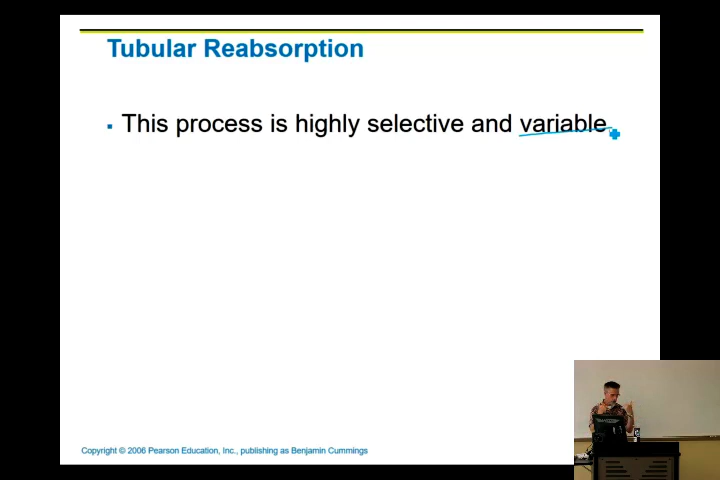 Tubular Reabsorption
▪ This process is highly selective and variable
Copyright © 2006 Pearson Education, Inc., publishing as Benjamin Cummings